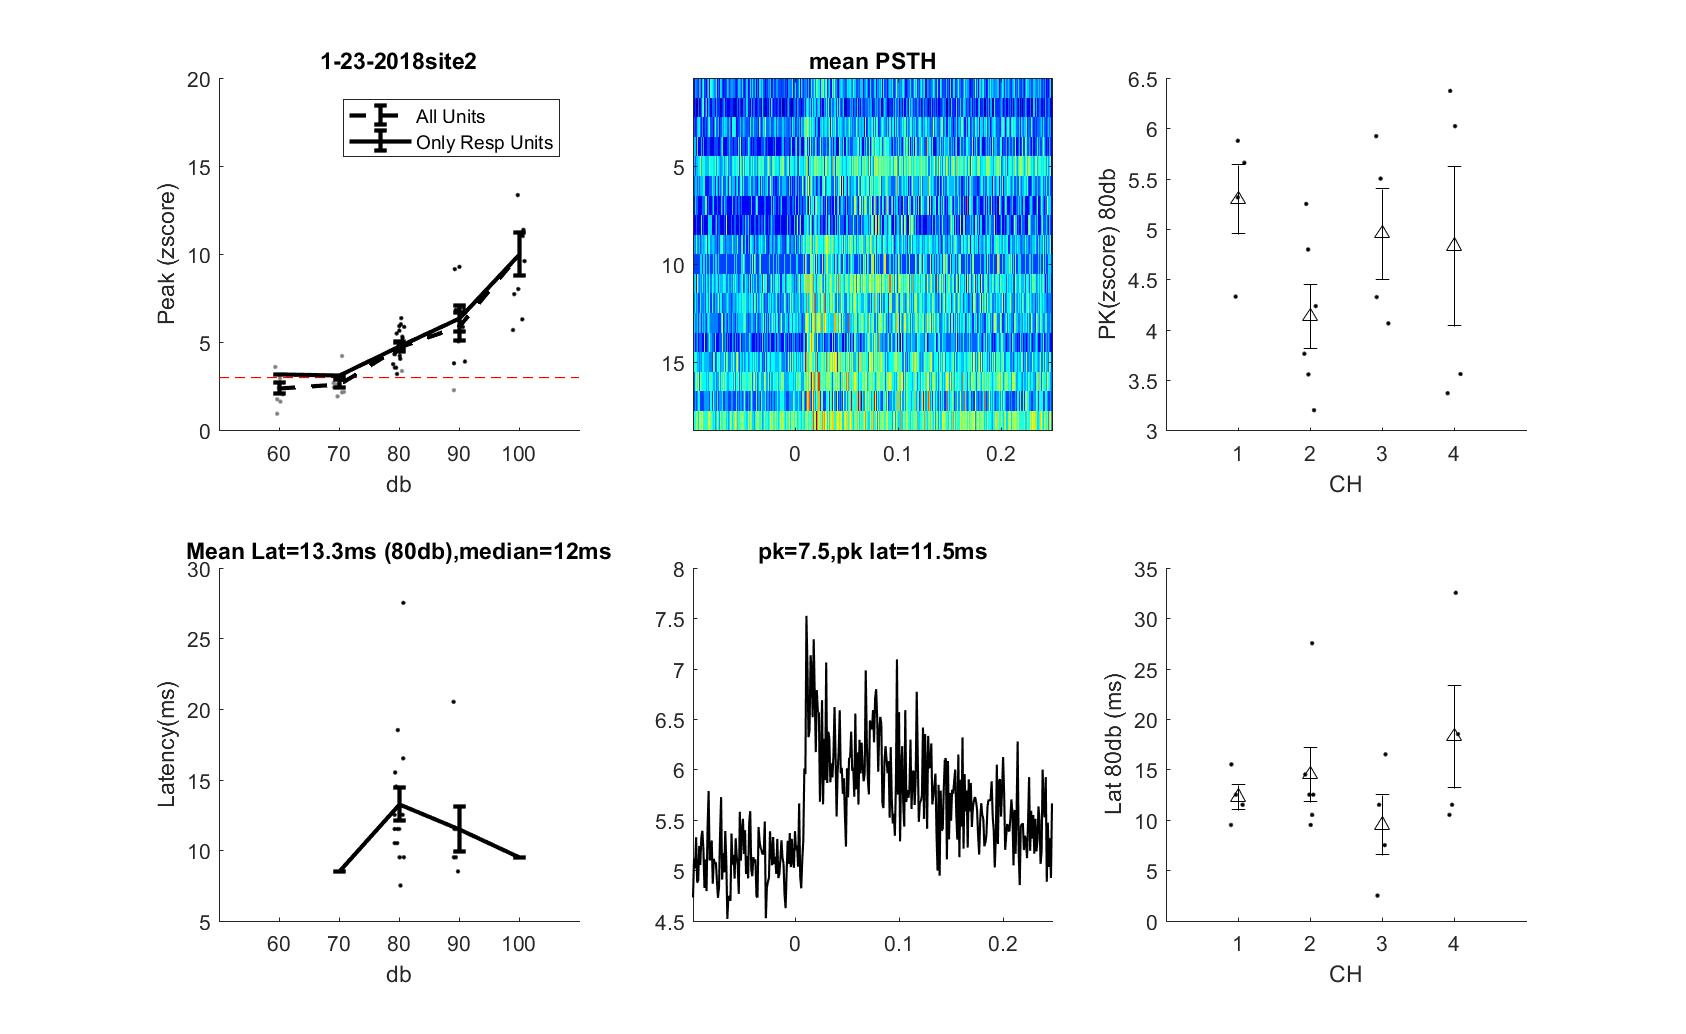 1-23-2018site2
20
15
10
5
0
Peak (zscore)
All Units
Only Resp Units
60 70 80 90 100
db
mean PSTH
5
10
15
0 0.1 0.2
6.5
6
5.5
5
4.5
4
3.5
3
PK(zscore) 80db
1 2 3 4
CH
Mean Lat=13.3ms (80db),median=12ms
30
25
20
15
10
5
Latency(ms)
60 70 80 90 100
db
pk=7.5,pk lat=11.5ms
8
7.5
7
6.5
6
5.5
5
4.5
0 0.1 0.2
35
30
25
20
15
10
5
0
Lat 80db (ms)
1 2 3 4
CH